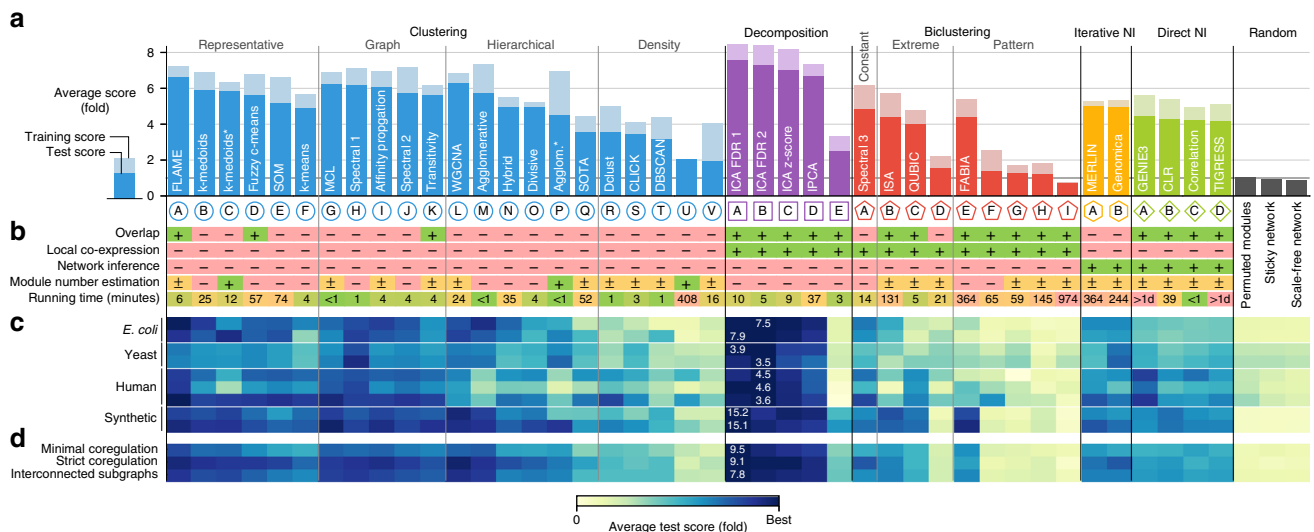 a
Clustering Decomposition Biclustering Iterative NI Direct NI Random
Representative Graph Hierarchical Density Constant Extreme Pattern
8
6
4
2
0
Average score
(fold)
Training score
Test score
FLAME k-medoids k-medoids* Fuzzy c-means SOM k-means MCL Spectral 1 Affinity propgation Spectral 2 Transitivity WGCNA Agglomerative Hybrid Divisive Agglom.* SOTA Dclust CLICK DBSCAN ICA FDR 1 ICA FDR 2 ICA z-score IPCA Spectral 3 ISA QUBIC FABIA MERLIN Genomica GENIE3 CLR Correlation TIGRESS
A B C D E F G H I J K L M N O P Q R S T U V A B C D E A B C D E F G H I A B A B C D
Permuted modules
Sticky network
Scale-free network
b
Overlap + − − + − − − − − − + − − − − − − − − − − − + + + + + − + + − + + + + + − − + + + +
Local co-expression − − − − − − − − − − − − − − − − − − − − − − + + + + + + + + + + + + + + − − − − − −
Network inference − − − − − − − − − − − − − − − − − − − − − − − − − − − − − − − − − − − − + + + + + +
Module number estimation ± − + − − − ± − ± − ± ± − − − + − ± ± ± + ± − − − − − − ± ± ± − − ± ± ± ± ± ± ± ± ±
Running time (minutes) 6 25 12 57 74 4 <1 1 4 4 4 24 <1 35 4 <1 52 1 3 1 408 16 10 5 9 37 3 14 131 5 21 364 65 59 145 974 364 244 >1d 39 <1 >1d
c
E. coli 7.5
7.9
Yeast 3.9
3.5
Human 4.5
4.6
3.6
Synthetic 15.2
15.1
d
Minimal coregulation 9.5
Strict coregulation 9.1
Interconnected subgraphs 7.8
0 Best
Average test score (fold)